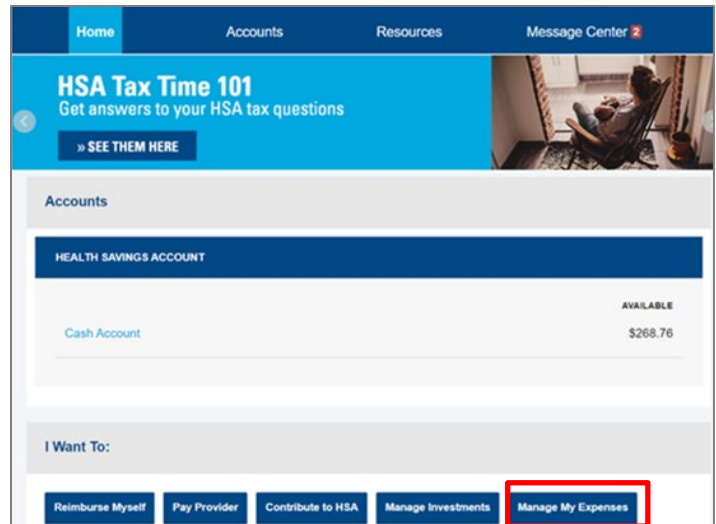 Home Accounts Resources Message Center 2
HSA Tax Time 101
Get answers to your HSA tax questions
» SEE THEM HERE
Accounts
HEALTH SAVINGS ACCOUNT
AVAILABLE
Cash Account $268.76
I Want To:
Reimburse Myself Pay Provider Contribute to HSA Manage Investments Manage My Expenses